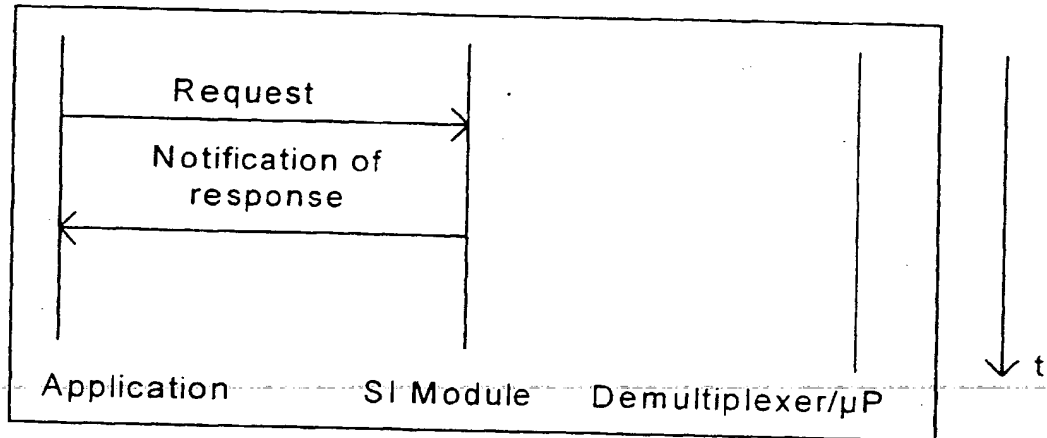 Request
Notification of
response
t
Application SI Module Demultiplexer/µP